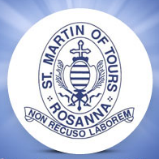 ST. MARTIN OF TOURS
ROSANNA
NON RECUSO LABOREM